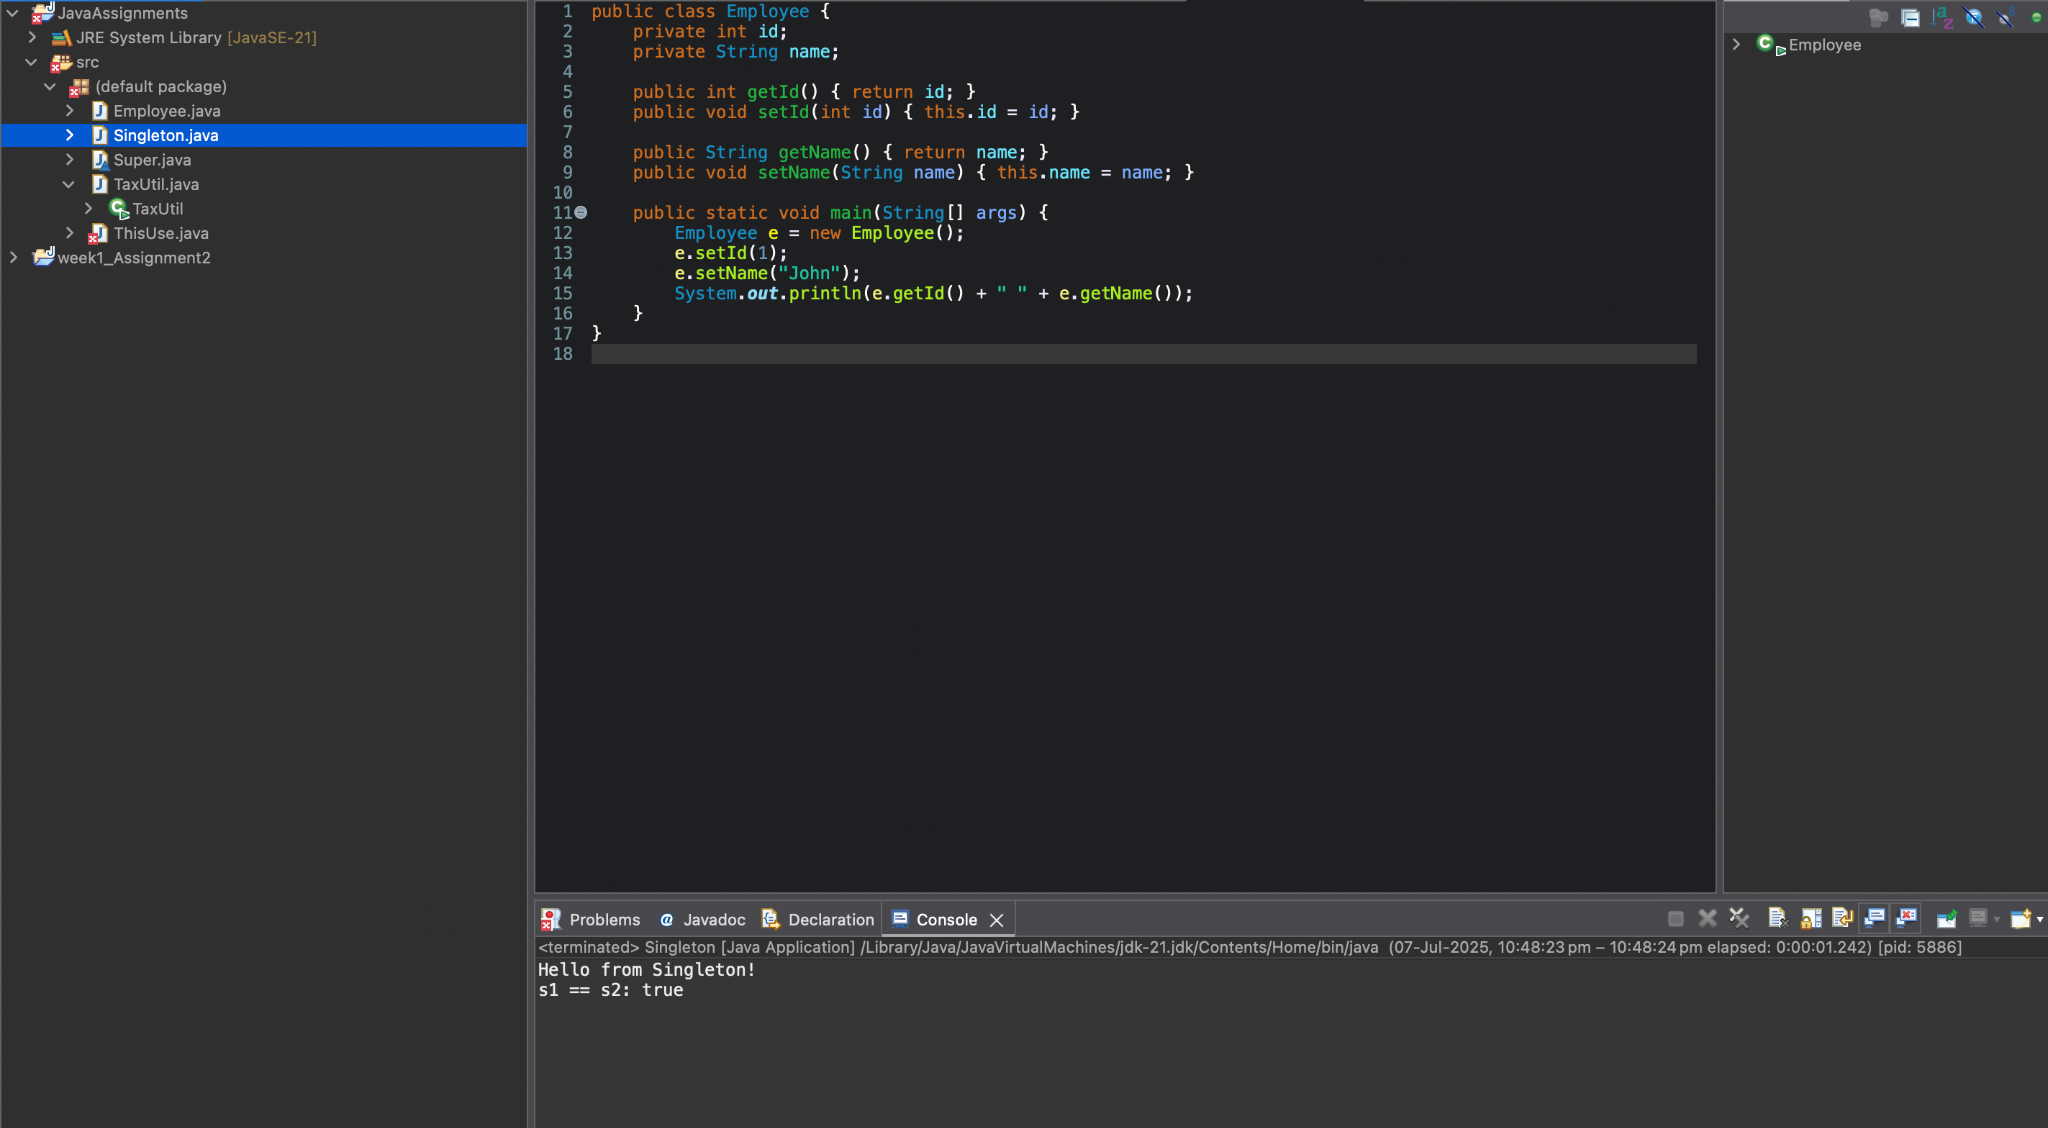 JavaAssignments
JRE System Library [JavaSE-21]
src
(default package)
Employee.java
Singleton.java
Super.java
TaxUtil.java
TaxUtil
ThisUse.java
week1_Assignment2
1 public class Employee {
2     private int id;
3     private String name;
4
5     public int getId() { return id; }
6     public void setId(int id) { this.id = id; }
7
8     public String getName() { return name; }
9     public void setName(String name) { this.name = name; }
10
11     public static void main(String[] args) {
12         Employee e = new Employee();
13         e.setId(1);
14         e.setName("John");
15         System.out.println(e.getId() + " " + e.getName());
16     }
17 }
18
Employee
Problems @ Javadoc Declaration Console
<terminated> Singleton [Java Application] /Library/Java/JavaVirtualMachines/jdk-21.jdk/Contents/Home/bin/java (07-Jul-2025, 10:48:23 pm – 10:48:24 pm elapsed: 0:00:01.242) [pid: 5886]
Hello from Singleton!
s1 == s2: true